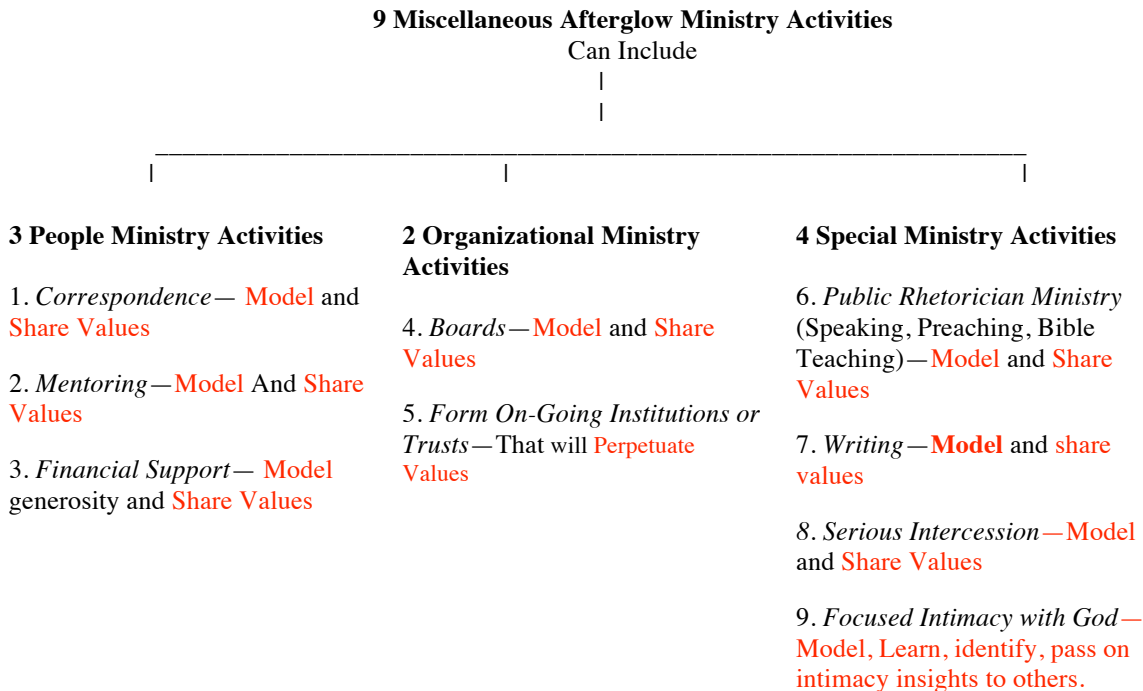 9 Miscellaneous Afterglow Ministry Activities
Can Include
3 People Ministry Activities
1. Correspondence— Model and
Share Values
2. Mentoring—Model And Share
Values
3. Financial Support— Model
generosity and Share Values
2 Organizational Ministry
Activities
4. Boards—Model and Share
Values
5. Form On-Going Institutions or
Trusts—That will Perpetuate
Values
4 Special Ministry Activities
6. Public Rhetorician Ministry
(Speaking, Preaching, Bible
Teaching)—Model and Share
Values
7. Writing—Model and share
values
8. Serious Intercession—Model
and Share Values
9. Focused Intimacy with God—
Model, Learn, identify, pass on
intimacy insights to others.